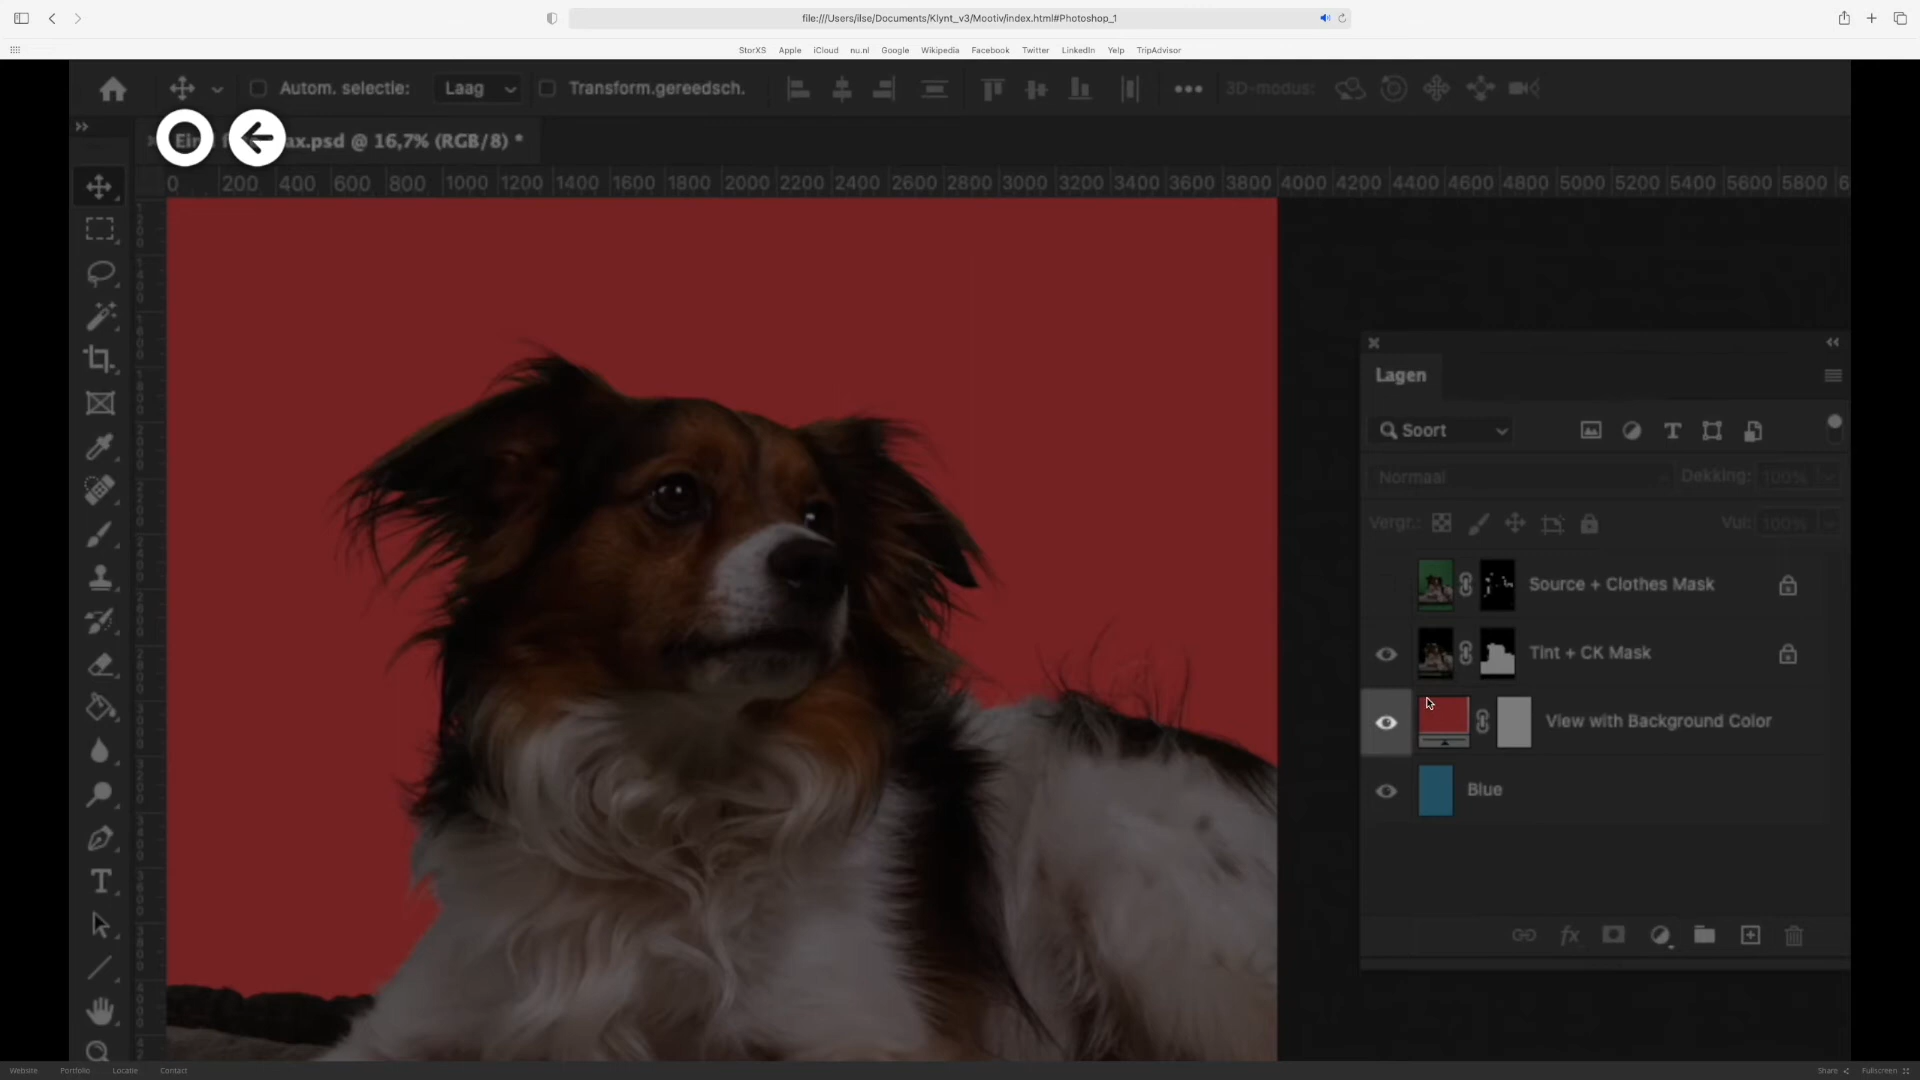 file:///Users/ilse/Documents/Klynt_v3/Mootiv/index.html#Photoshop_1
StorXS Apple iCloud nu.nl Google Wikipedia Facebook Twitter LinkedIn Yelp TripAdvisor
Autom. selectie: Laag Transform.gereedsch. 3D-modus:
ax.psd @ 16,7% (RGB/8) *
0 200 400 600 800 1000 1200 1400 1600 1800 2000 2200 2400 2600 2800 3000 3200 3400 3600 3800 4000 4200 4400 4600 4800 5000 5200 5400 5600 5800 6
Lagen
Soort
Normaal Dekking: 100%
Vergr.: Vul: 100%
Source + Clothes Mask
Tint + CK Mask
View with Background Color
Blue
Website Portfolio Locatie Contact Share Fullscreen